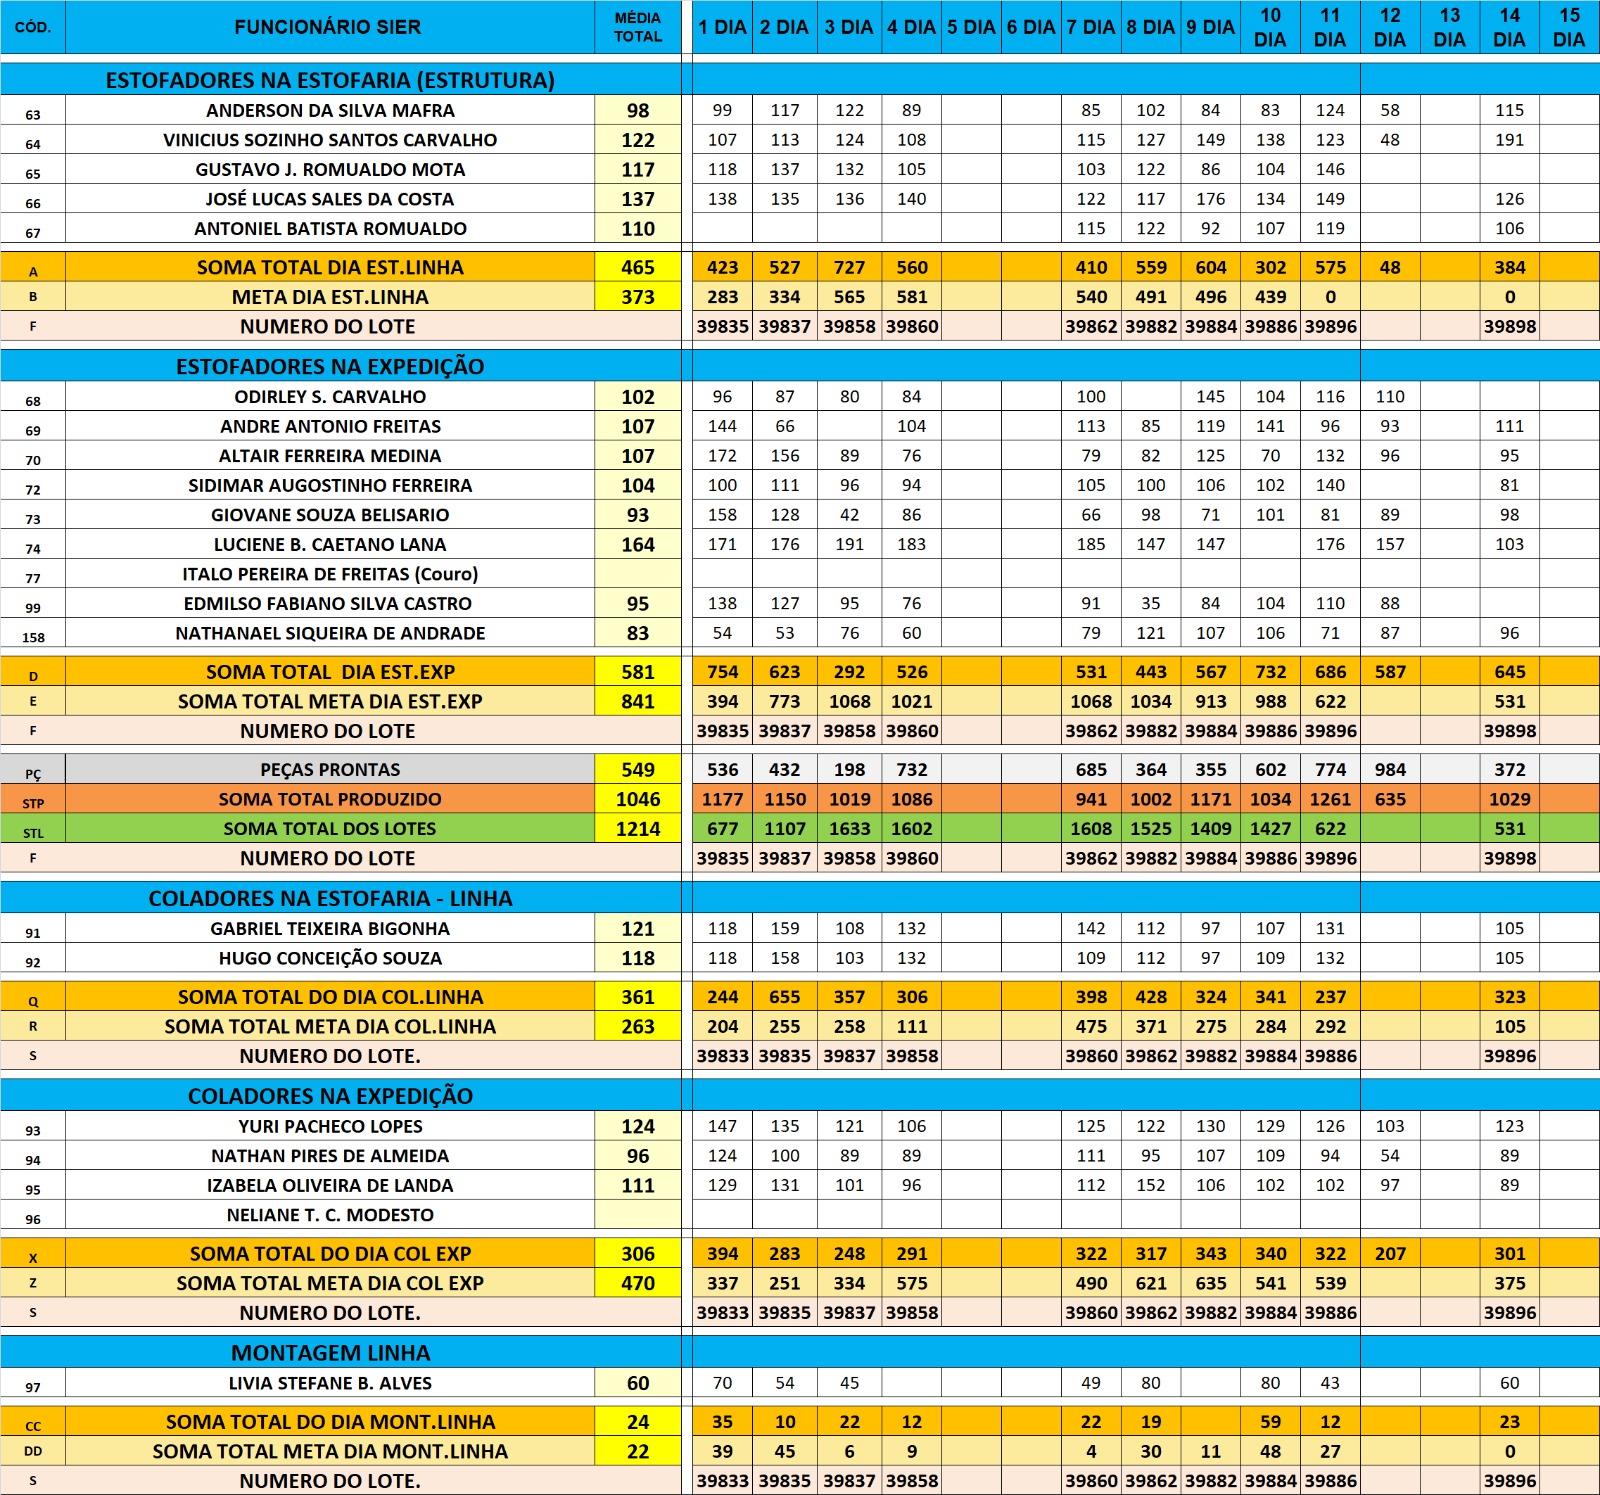 CÓD. FUNCIONÁRIO SIER MÉDIA TOTAL 1 DIA 2 DIA 3 DIA 4 DIA 5 DIA 6 DIA 7 DIA 8 DIA 9 DIA 10 DIA 11 DIA 12 DIA 13 DIA 14 DIA 15 DIA
ESTOFADORES NA ESTOFARIA (ESTRUTURA)
63 ANDERSON DA SILVA MAFRA 98 99 117 122 89 85 102 84 83 124 58 115
64 VINICIUS SOZINHO SANTOS CARVALHO 122 107 113 124 108 115 127 149 138 123 48 191
65 GUSTAVO J. ROMUALDO MOTA 117 118 137 132 105 103 122 86 104 146
66 JOSÉ LUCAS SALES DA COSTA 137 138 135 136 140 122 117 176 134 149 126
67 ANTONIEL BATISTA ROMUALDO 110 115 122 92 107 119 106
A SOMA TOTAL DIA EST.LINHA 465 423 527 727 560 410 559 604 302 575 48 384
B META DIA EST.LINHA 373 283 334 565 581 540 491 496 439 0 0
F NUMERO DO LOTE 39835 39837 39858 39860 39862 39882 39884 39886 39896 39898
ESTOFADORES NA EXPEDIÇÃO
68 ODIRLEY S. CARVALHO 102 96 87 80 84 100 145 104 116 110
69 ANDRE ANTONIO FREITAS 107 144 66 104 113 85 119 141 96 93 111
70 ALTAIR FERREIRA MEDINA 107 172 156 89 76 79 82 125 70 132 96 95
72 SIDIMAR AUGOSTINHO FERREIRA 104 100 111 96 94 105 100 106 102 140 81
73 GIOVANE SOUZA BELISARIO 93 158 128 42 86 66 98 71 101 81 89 98
74 LUCIENE B. CAETANO LANA 164 171 176 191 183 185 147 147 176 157 103
77 ITALO PEREIRA DE FREITAS (Couro)
99 EDMILSO FABIANO SILVA CASTRO 95 138 127 95 76 91 35 84 104 110 88
158 NATHANAEL SIQUEIRA DE ANDRADE 83 54 53 76 60 79 121 107 106 71 87 96
D SOMA TOTAL DIA EST.EXP 581 754 623 292 526 531 443 567 732 686 587 645
E SOMA TOTAL META DIA EST.EXP 841 394 773 1068 1021 1068 1034 913 988 622 531
F NUMERO DO LOTE 39835 39837 39858 39860 39862 39882 39884 39886 39896 39898
PÇ PEÇAS PRONTAS 549 536 432 198 732 685 364 355 602 774 984 372
STP SOMA TOTAL PRODUZIDO 1046 1177 1150 1019 1086 941 1002 1171 1034 1261 635 1029
STL SOMA TOTAL DOS LOTES 1214 677 1107 1633 1602 1608 1525 1409 1427 622 531
F NUMERO DO LOTE 39835 39837 39858 39860 39862 39882 39884 39886 39896 39898
COLADORES NA ESTOFARIA - LINHA
91 GABRIEL TEIXEIRA BIGONHA 121 118 159 108 132 142 112 97 107 131 105
92 HUGO CONCEIÇÃO SOUZA 118 118 158 103 132 109 112 97 109 132 105
Q SOMA TOTAL DO DIA COL.LINHA 361 244 655 357 306 398 428 324 341 237 323
R SOMA TOTAL META DIA COL.LINHA 263 204 255 258 111 475 371 275 284 292 105
S NUMERO DO LOTE. 39833 39835 39837 39858 39860 39862 39882 39884 39886 39896
COLADORES NA EXPEDIÇÃO
93 YURI PACHECO LOPES 124 147 135 121 106 125 122 130 129 126 103 123
94 NATHAN PIRES DE ALMEIDA 96 124 100 89 89 111 95 107 109 94 54 89
95 IZABELA OLIVEIRA DE LANDA 111 129 131 101 96 112 152 106 102 102 97 89
96 NELIANE T. C. MODESTO
X SOMA TOTAL DO DIA COL EXP 306 394 283 248 291 322 317 343 340 322 207 301
Z SOMA TOTAL META DIA COL EXP 470 337 251 334 575 490 621 635 541 539 375
S NUMERO DO LOTE. 39833 39835 39837 39858 39860 39862 39882 39884 39886 39896
MONTAGEM LINHA
97 LIVIA STEFANE B. ALVES 60 70 54 45 49 80 80 43 60
CC SOMA TOTAL DO DIA MONT.LINHA 24 35 10 22 12 22 19 59 12 23
DD SOMA TOTAL META DIA MONT.LINHA 22 39 45 6 9 4 30 11 48 27 0
S NUMERO DO LOTE. 39833 39835 39837 39858 39860 39862 39882 39884 39886 39896